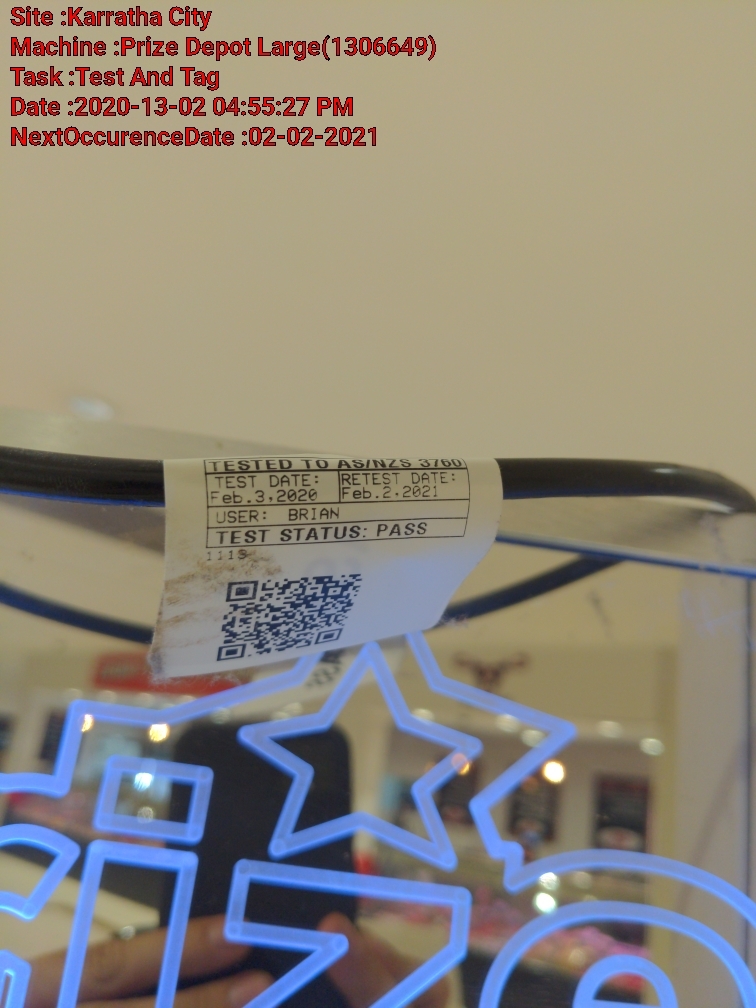 Site :Karratha City
Machine :Prize Depot Large(1306649)
Task :Test And Tag
Date :2020-13-02 04:55:27 PM
NextOccurenceDate :02-02-2021
TESTED TO AS/NZS 3760
TEST DATE: RETEST DATE:
Feb.3,2020 Feb.2.2021
USER: BRIAN
TEST STATUS: PASS
rize